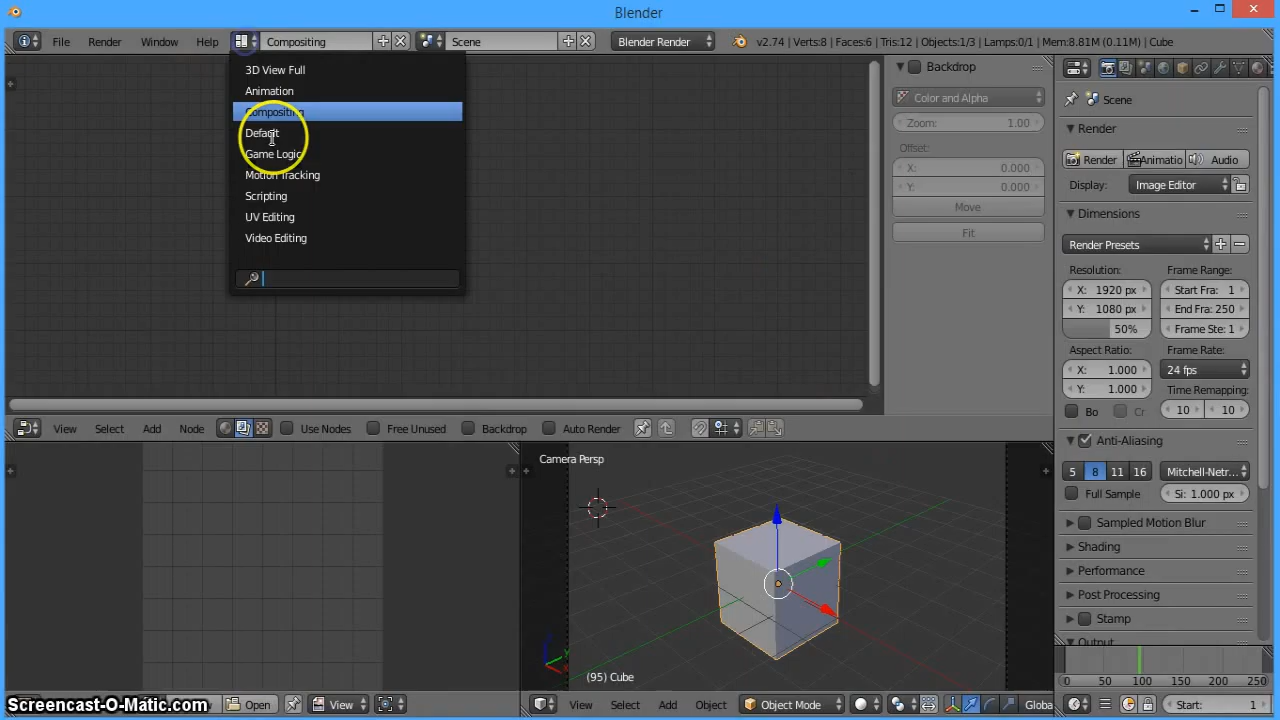 Blender
File Render Window Help Compositing Scene Blender Render v2.74 | Verts:8 | Faces:6 | Tris:12 | Objects:1/3 | Lamps:0/1 | Mem:8.81M (0.11M) | Cube
3D View Full
Animation
Compositing
Default
Game Logic
Motion Tracking
Scripting
UV Editing
Video Editing
Backdrop
Color and Alpha
Zoom: 1.00
Offset:
X: 0.000
Y: 0.000
Move
Fit
Scene
Render
Render Animatio Audio
Display: Image Editor
Dimensions
Render Presets
Resolution: Frame Range:
X: 1920 px Start Fra: 1
Y: 1080 px End Fra: 250
50% Frame Ste: 1
Aspect Ratio: Frame Rate:
X: 1.000 24 fps
Y: 1.000 Time Remapping:
Bo Cr 10 10
Anti-Aliasing
5 8 11 16 Mitchell-Netr...
Full Sample Si: 1.000 px
Sampled Motion Blur
Shading
Performance
Post Processing
Stamp
Output
View Select Add Node Use Nodes Free Unused Backdrop Auto Render
Camera Persp
(95) Cube
0 50 100 150 200 250
Open View
View Select Add Object Object Mode Global
Start: 1
Screencast-O-Matic.com